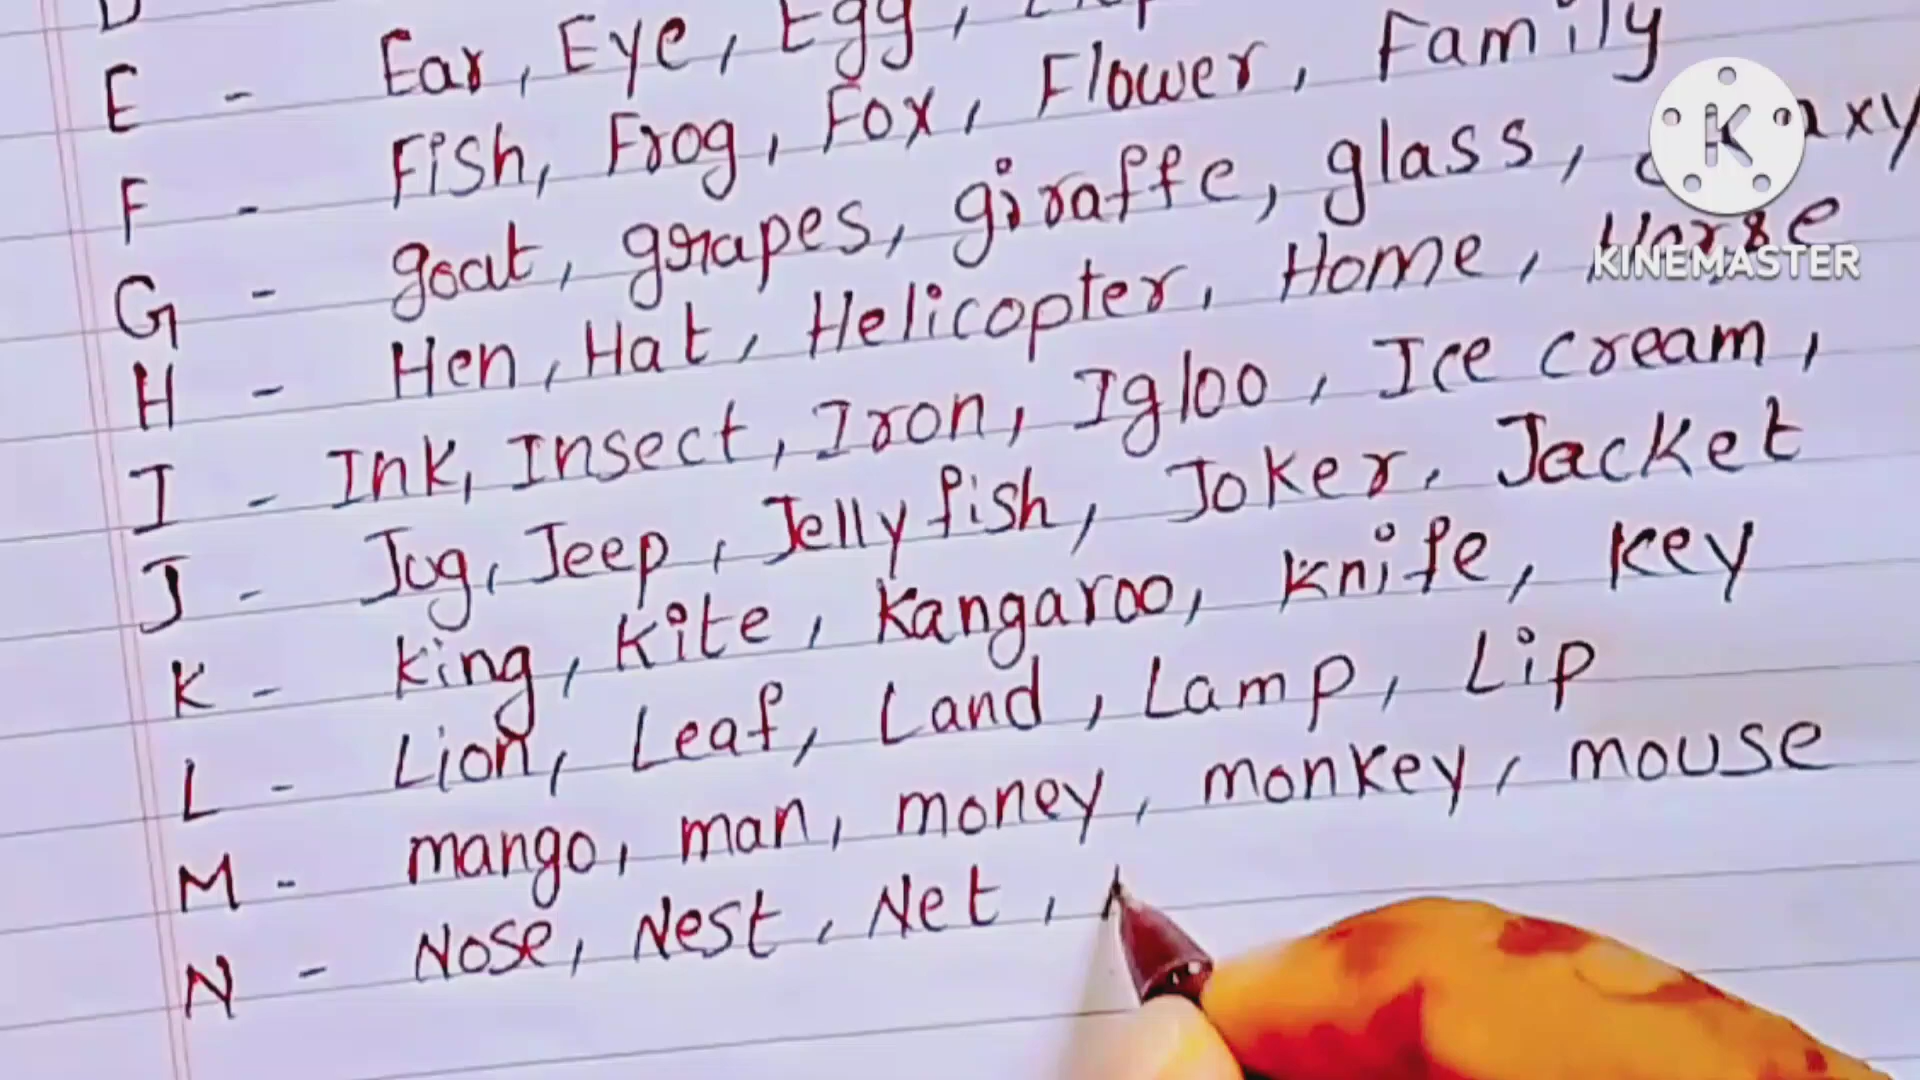 E - Ear, Eye, Egg,
F - Fish, Frog, Fox, Flower, Family
G - goat, grapes, giraffe, glass,
H - Hen, Hat, Helicopter, Home, Horse
I - Ink, Insect, Iron, Igloo, Ice cream,
J - Jug, Jeep, Jellyfish, Joker, Jacket
K - King, Kite, Kangaroo, Knife, Key
L - Lion, Leaf, Land, Lamp, Lip
M - mango, man, money, monkey, mouse
N - Nose, Nest, Net,
K
KINEMASTER